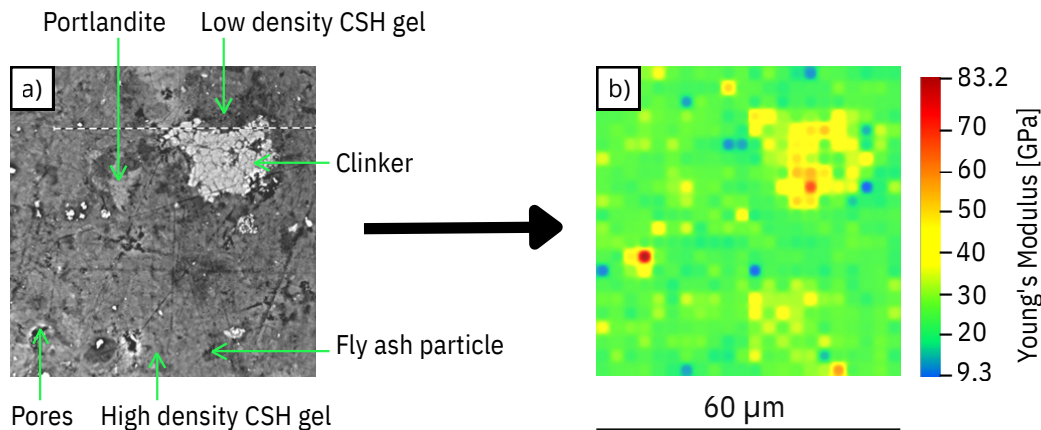 Portlandite
Low density CSH gel
a)
Clinker
Fly ash particle
Pores
High density CSH gel
b)
83.2
70
60
50
40
30
20
9.3
Young's Modulus [GPa]
60 µm